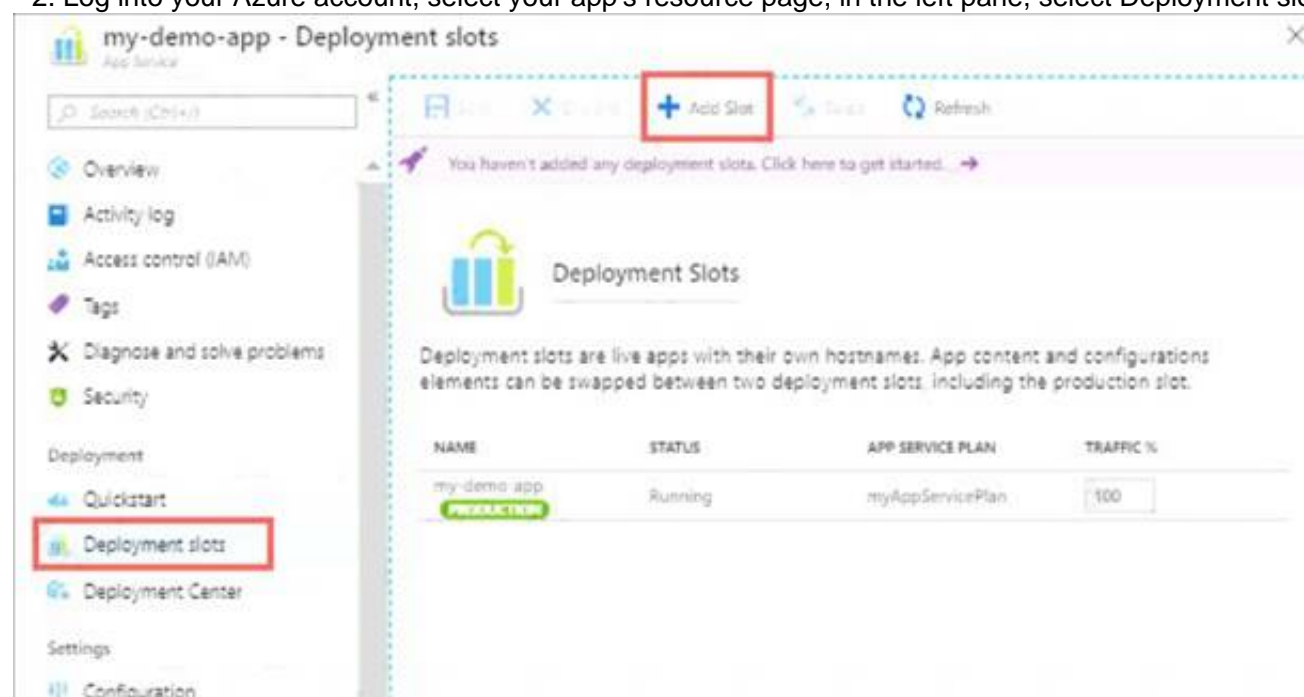 2. Log into your Azure account, select your app's resource page, in the left pane, select Deployment slo
my-demo-app - Deployment slots
App Service
Search (Ctrl+/)
Add Slot
Refresh
You haven't added any deployment slots. Click here to get started.
Overview
Activity log
Access control (IAM)
Tags
Diagnose and solve problems
Security
Deployment
Quickstart
Deployment slots
Deployment Center
Settings
Configuration
Deployment Slots
Deployment slots are live apps with their own hostnames. App content and configurations
elements can be swapped between two deployment slots, including the production slot.
NAME STATUS APP SERVICE PLAN TRAFFIC %
my-demo-app Running myAppServicePlan 100
PRODUCTION